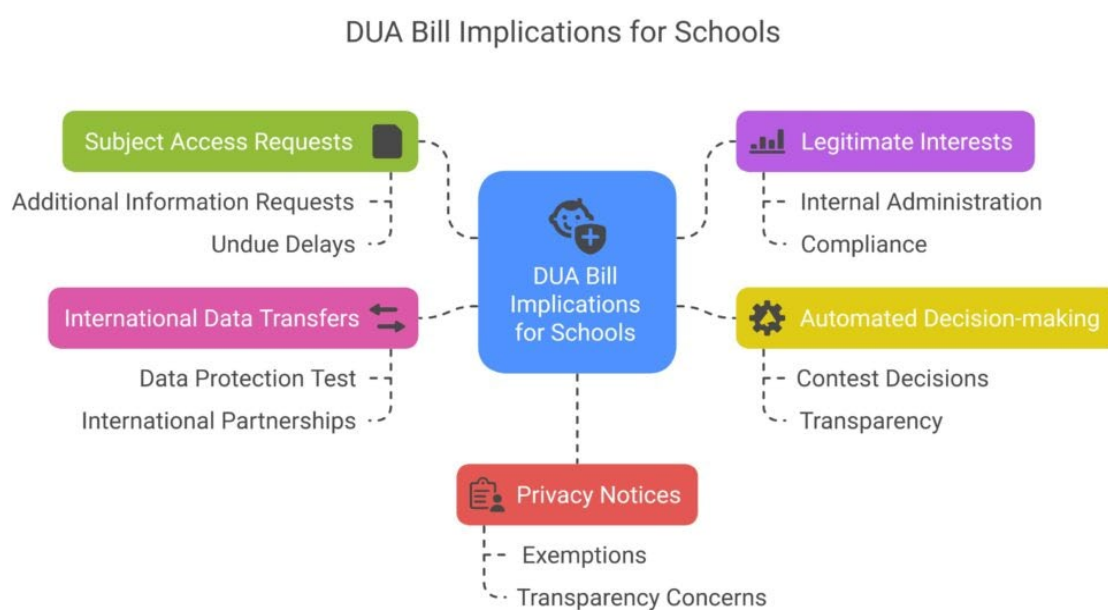 DUA Bill Implications for Schools
Subject Access Requests
Additional Information Requests
Undue Delays
International Data Transfers
Data Protection Test
International Partnerships
DUA Bill
Implications
for Schools
Legitimate Interests
Internal Administration
Compliance
Automated Decision-making
Contest Decisions
Transparency
Privacy Notices
Exemptions
Transparency Concerns